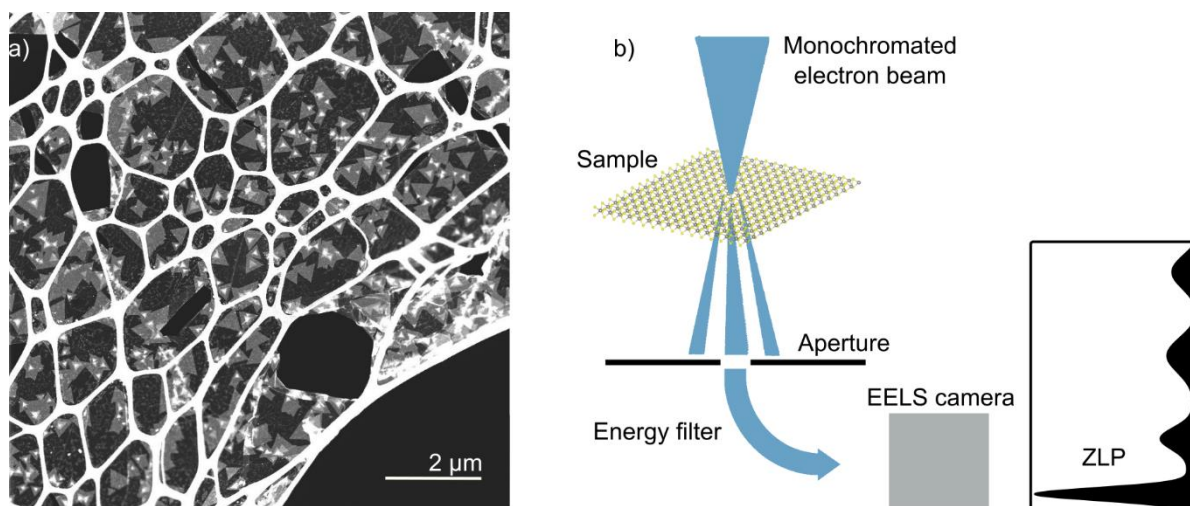 a)
2 µm
b)
Monochromated
electron beam
Sample
Aperture
EELS camera
Energy filter
ZLP